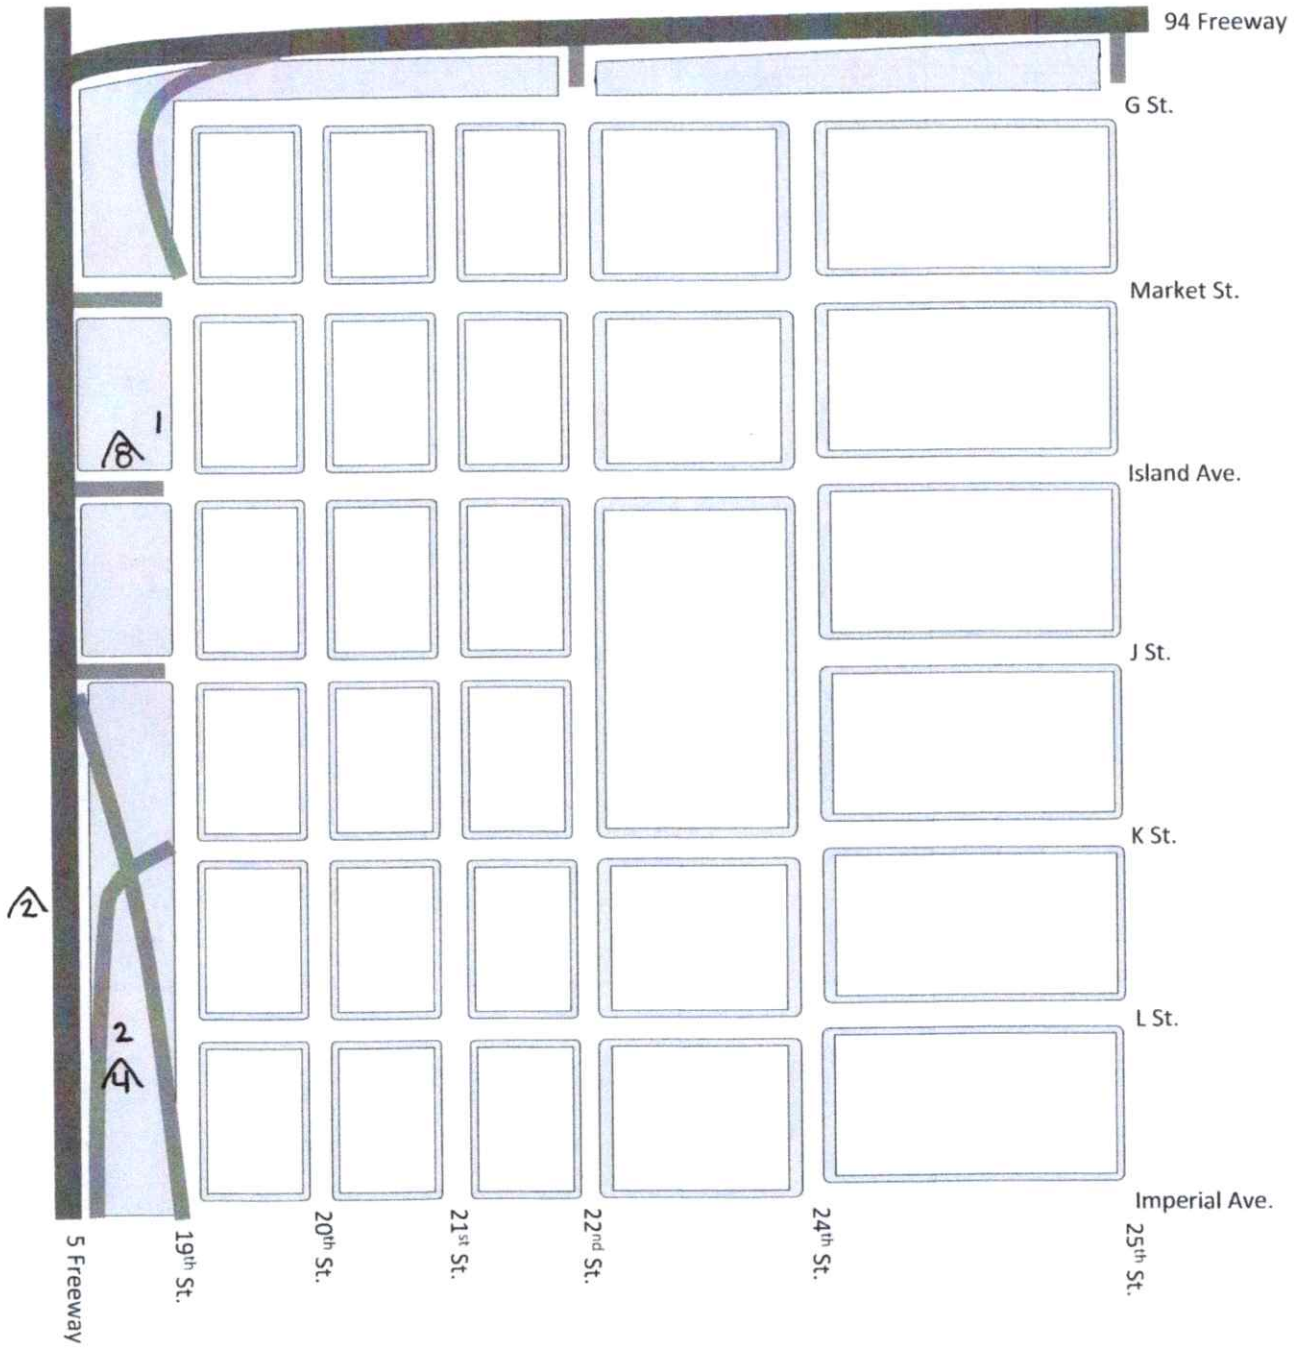 94 Freeway
G St.
Market St.
1
8
Island Ave.
J St.
K St.
2
L St.
2
4
Imperial Ave.
5 Freeway
19th St.
20th St.
21st St.
22nd St.
24th St.
25th St.